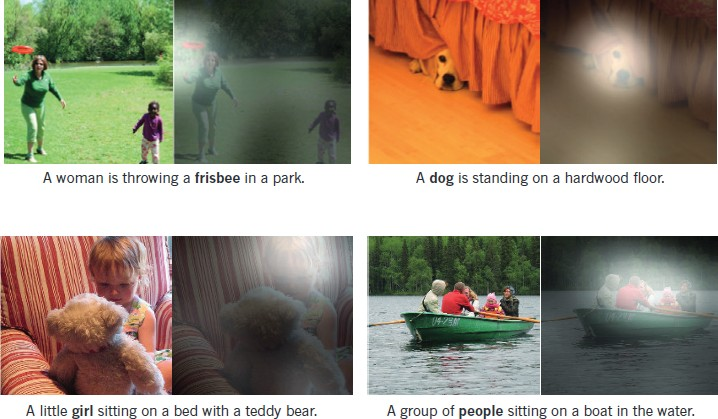 A woman is throwing a frisbee in a park.
A dog is standing on a hardwood floor.
A little girl sitting on a bed with a teddy bear.
A group of people sitting on a boat in the water.